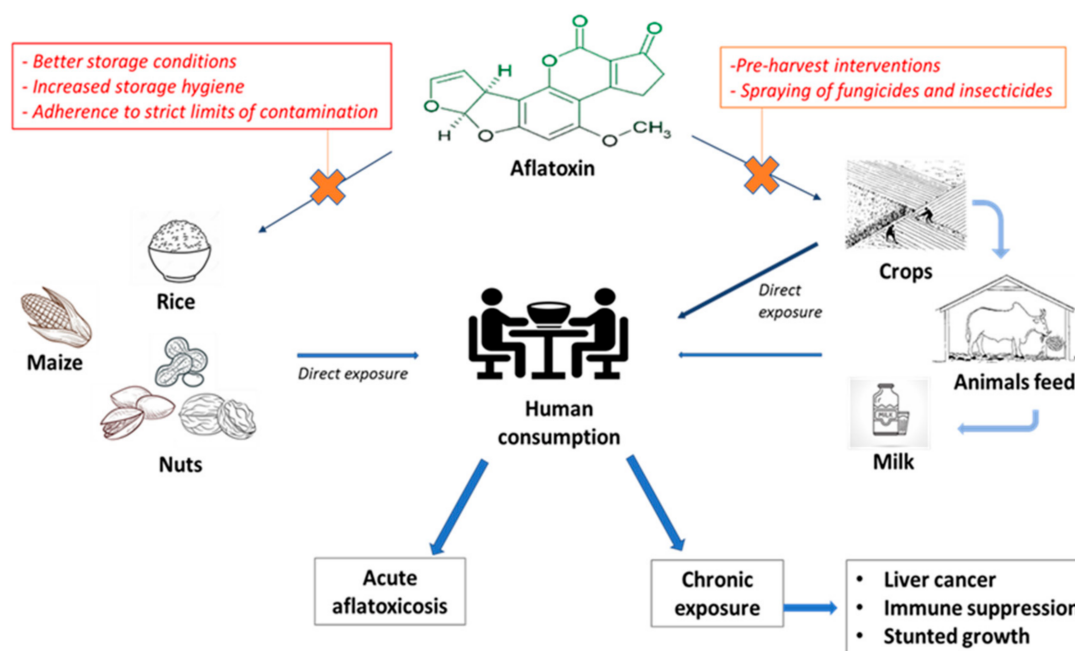 - Better storage conditions
- Increased storage hygiene
- Adherence to strict limits of contamination
O
O
O
H
O
H
O
O
CH3
Aflatoxin
-Pre-harvest interventions
- Spraying of fungicides and insecticides
Rice
Maize
Nuts
Direct exposure
Human
consumption
Crops
Direct
exposure
Animals feed
MILK
Milk
Acute
aflatoxicosis
Chronic
exposure
• Liver cancer
• Immune suppression
• Stunted growth